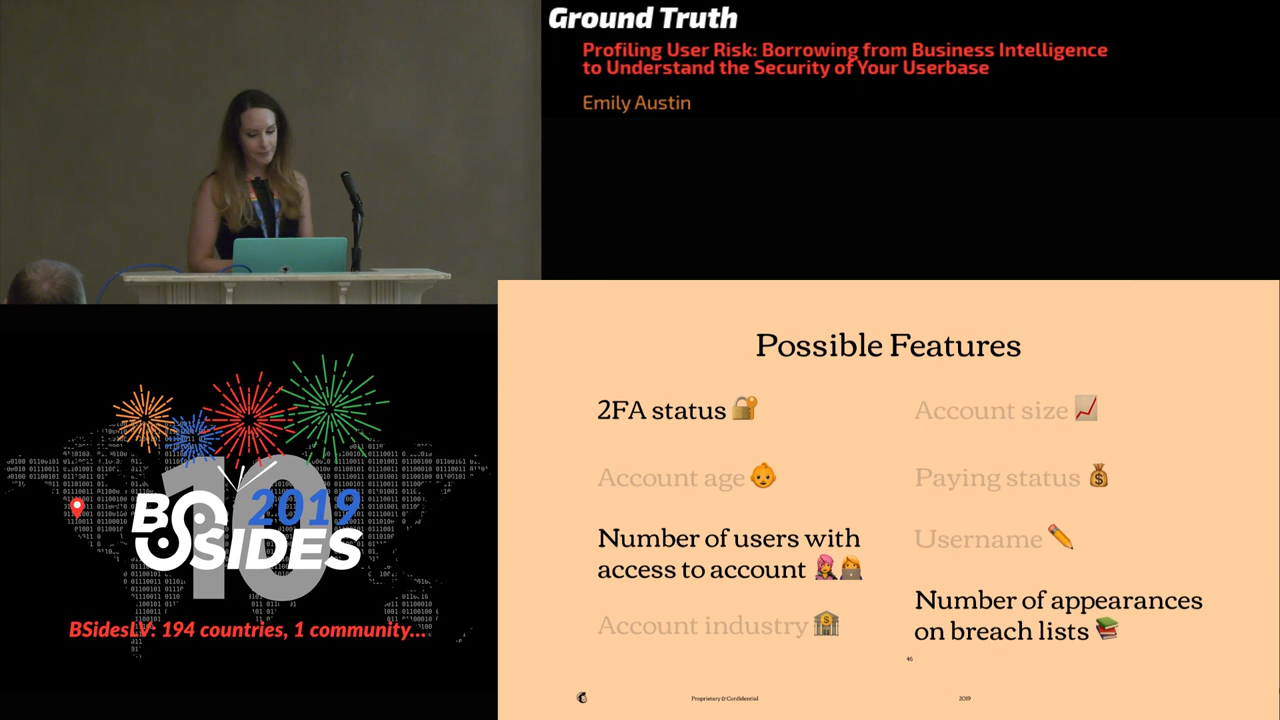 Ground Truth
Profiling User Risk: Borrowing from Business Intelligence
to Understand the Security of Your Userbase
Emily Austin
10
2019
BSIDES
BSidesLV: 194 countries, 1 community...
Possible Features
2FA status
Account age
Number of users with
access to account
Account industry
Account size
Paying status
Username
Number of appearances
on breach lists
46
Proprietary & Confidential
2019